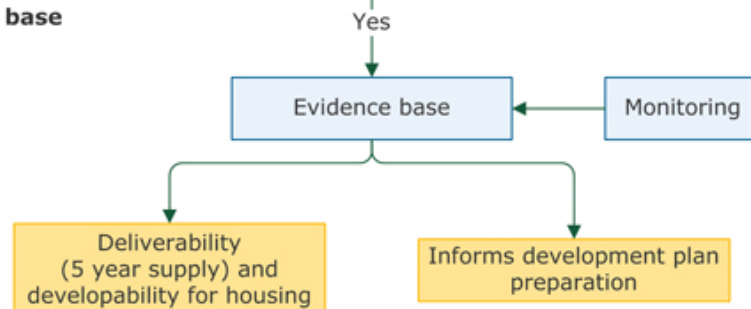 base
Yes
Evidence base
Monitoring
Deliverability
(5 year supply) and
developability for housing
Informs development plan
preparation